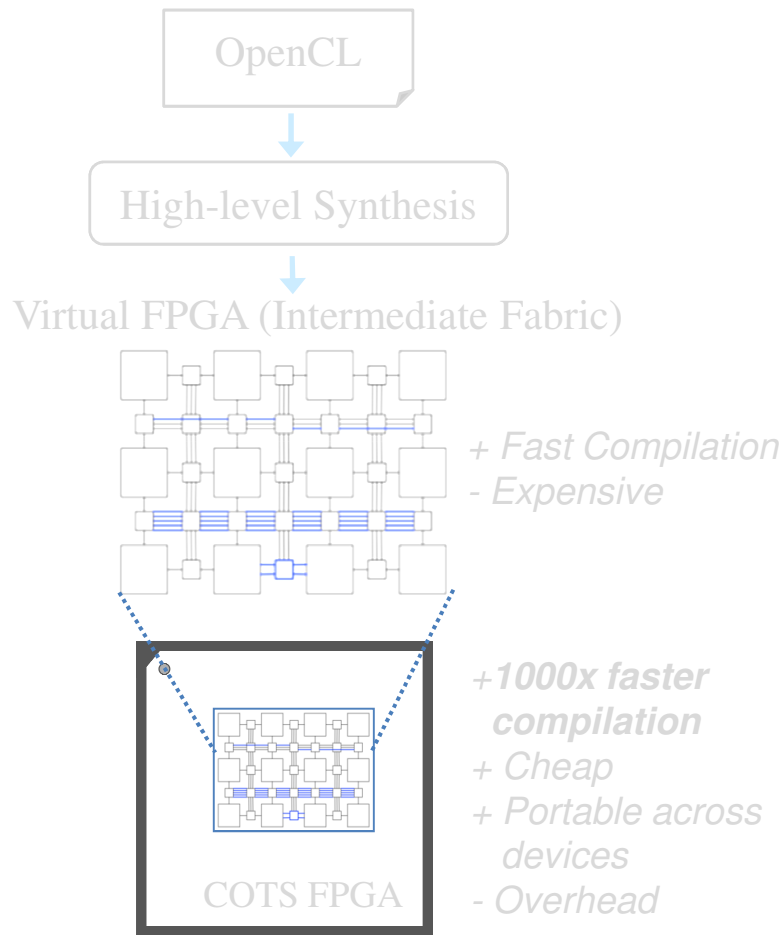 OpenCL
High-level Synthesis
Virtual FPGA (Intermediate Fabric)
+ Fast Compilation
- Expensive
+1000x faster
compilation
+ Cheap
+ Portable across
devices
- Overhead
COTS FPGA